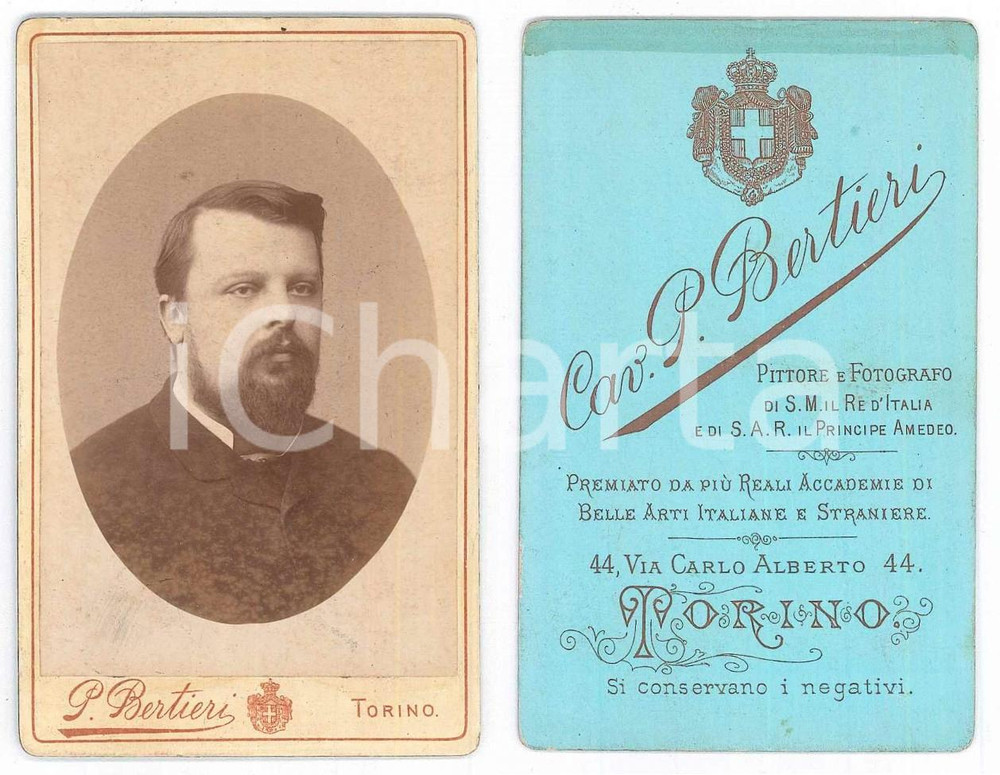 P. Bertieri TORINO.
Cav. P. Bertieri
PITTORE E FOTOGRAFO
DI S. M. IL RE D'ITALIA
E DI S. A. R. IL PRINCIPE AMEDEO.
PREMIATO DA PIÙ REALI ACCADEMIE DI
BELLE ARTI ITALIANE E STRANIERE.
44, VIA CARLO ALBERTO 44.
TORINO.
Si conservano i negativi.
iCharta